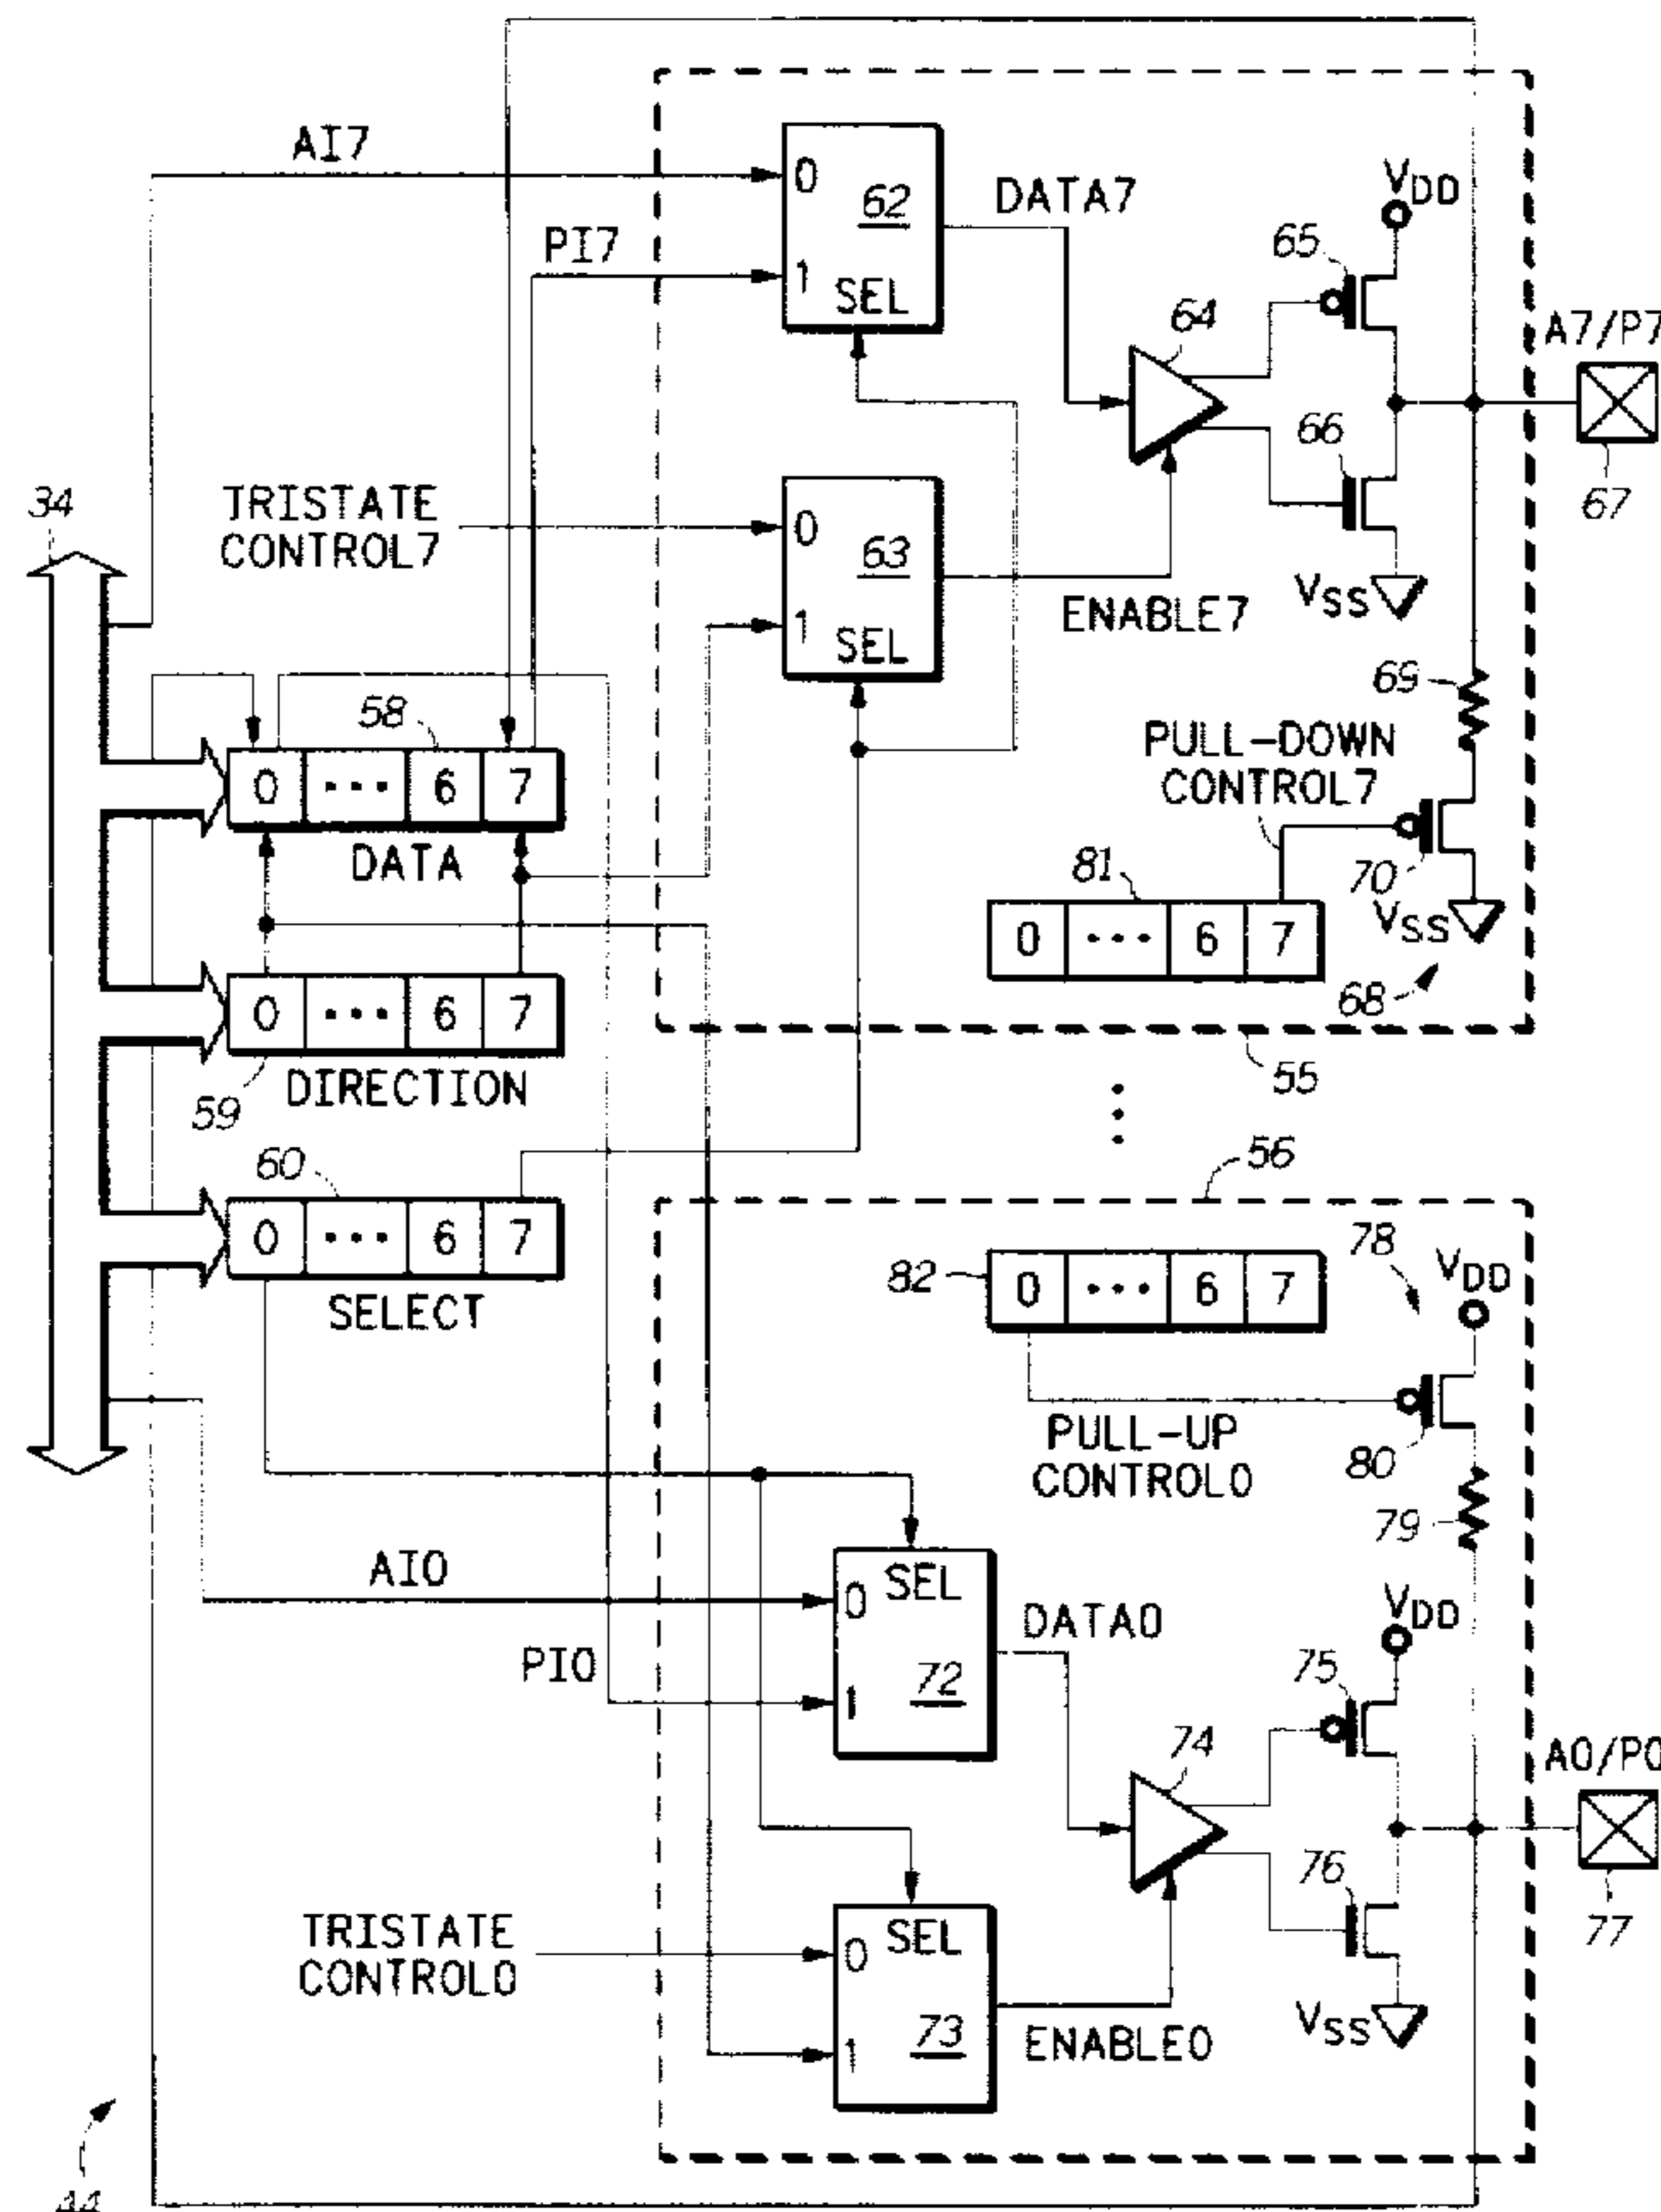 AI7
62
0
1
SEL
DATA7
VDD
65
PI7
64
A7/P7
66
67
34
TRISTATE
CONTROL7
0
63
1
SEL
ENABLE7
VSS
69
58
PULL-DOWN
CONTROL7
0 ... 6 7
DATA
81
70
VSS
0 ... 6 7
68
0 ... 6 7
DIRECTION
59
55
56
60
0 ... 6 7
SELECT
82
0 ... 6 7
78
VDD
PULL-UP
CONTROL0
80
79
AI0
SEL
0
72
1
DATA0
VDD
PI0
75
74
A0/P0
76
77
TRISTATE
CONTROL0
SEL
0
73
1
ENABLE0
VSS
44